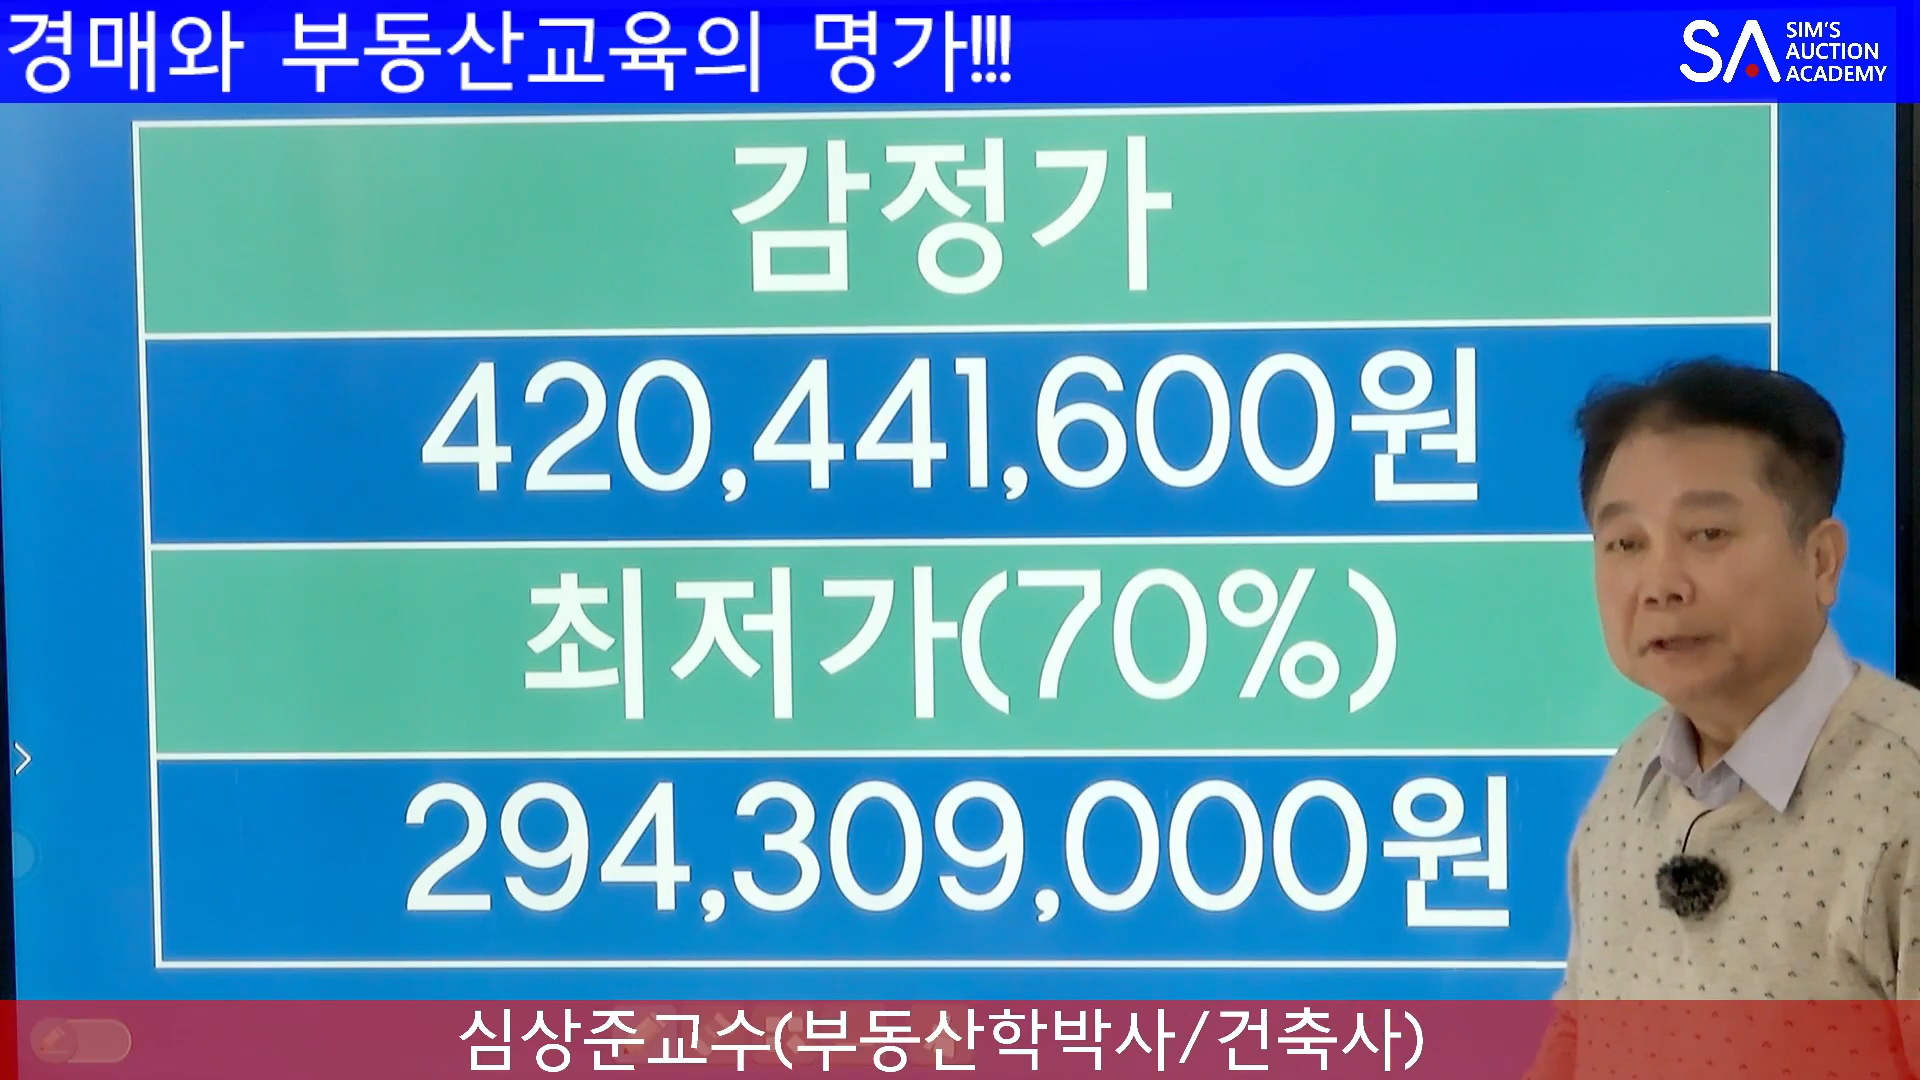 경매와 부동산교육의 명가!!!
SA SIM'S
AUCTION
ACADEMY
감정가
420,441,600원
최저가(70%)
294,309,000원
심상준교수(부동산학박사/건축사)